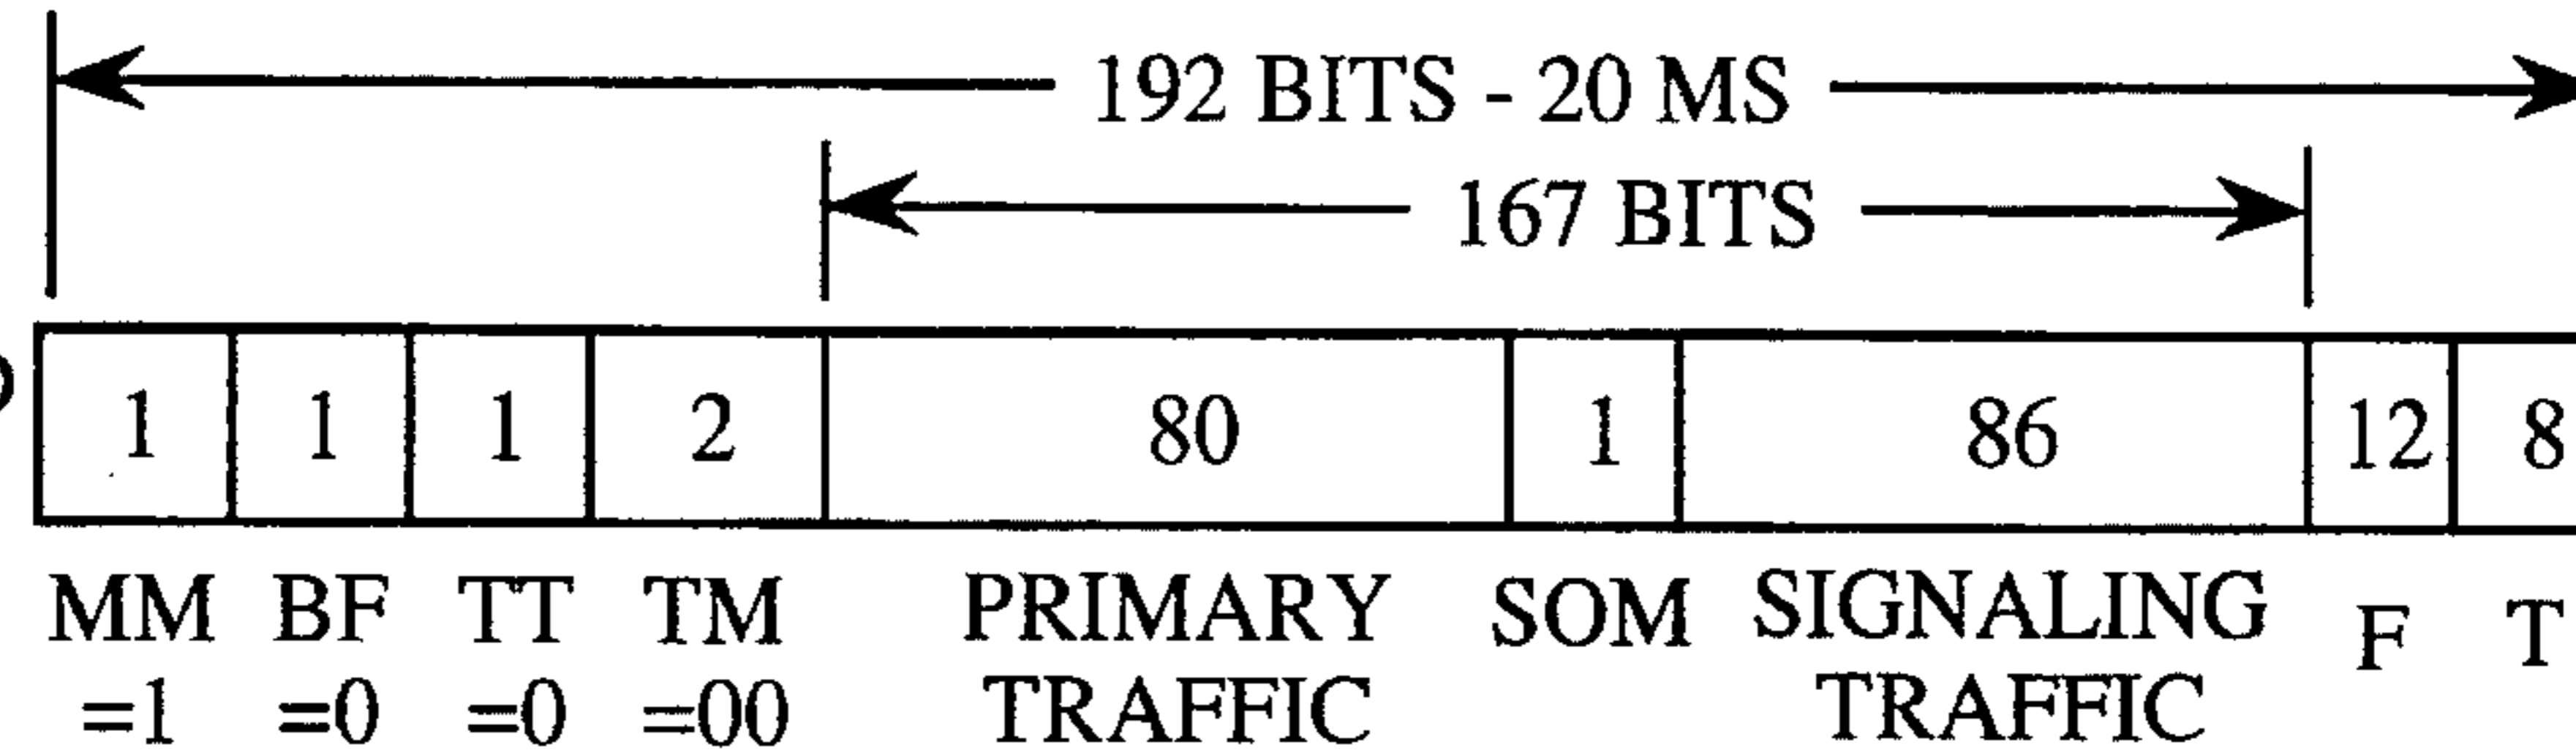 192 BITS - 20 MS
167 BITS
1 1 1 2 80 1 86 12 8
MM BF TT TM PRIMARY SOM SIGNALING F T
=1 =0 =0 =00 TRAFFIC TRAFFIC